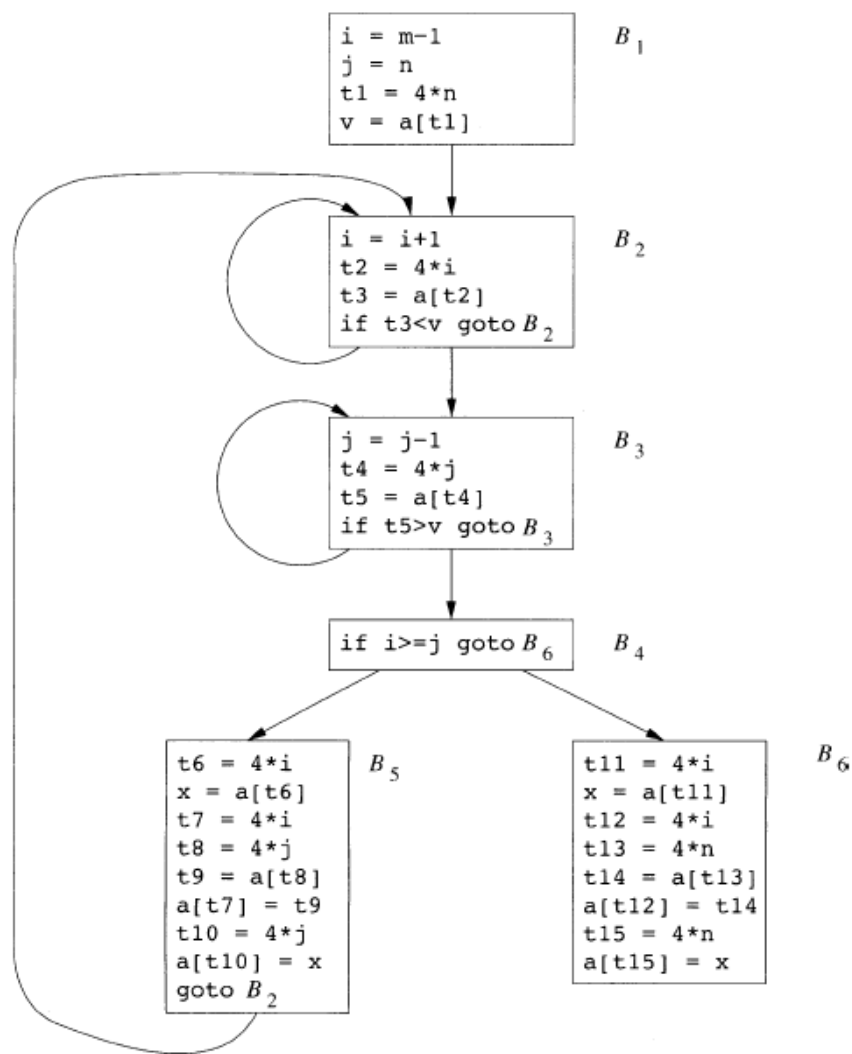 i = m-1
j = n
t1 = 4*n
v = a[t1]
B1
i = i+1
t2 = 4*i
t3 = a[t2]
if t3<v goto B2
B2
j = j-1
t4 = 4*j
t5 = a[t4]
if t5>v goto B3
B3
if i>=j goto B6
B4
t6 = 4*i
x = a[t6]
t7 = 4*i
t8 = 4*j
t9 = a[t8]
a[t7] = t9
t10 = 4*j
a[t10] = x
goto B2
B5
t11 = 4*i
x = a[t11]
t12 = 4*i
t13 = 4*n
t14 = a[t13]
a[t12] = t14
t15 = 4*n
a[t15] = x
B6